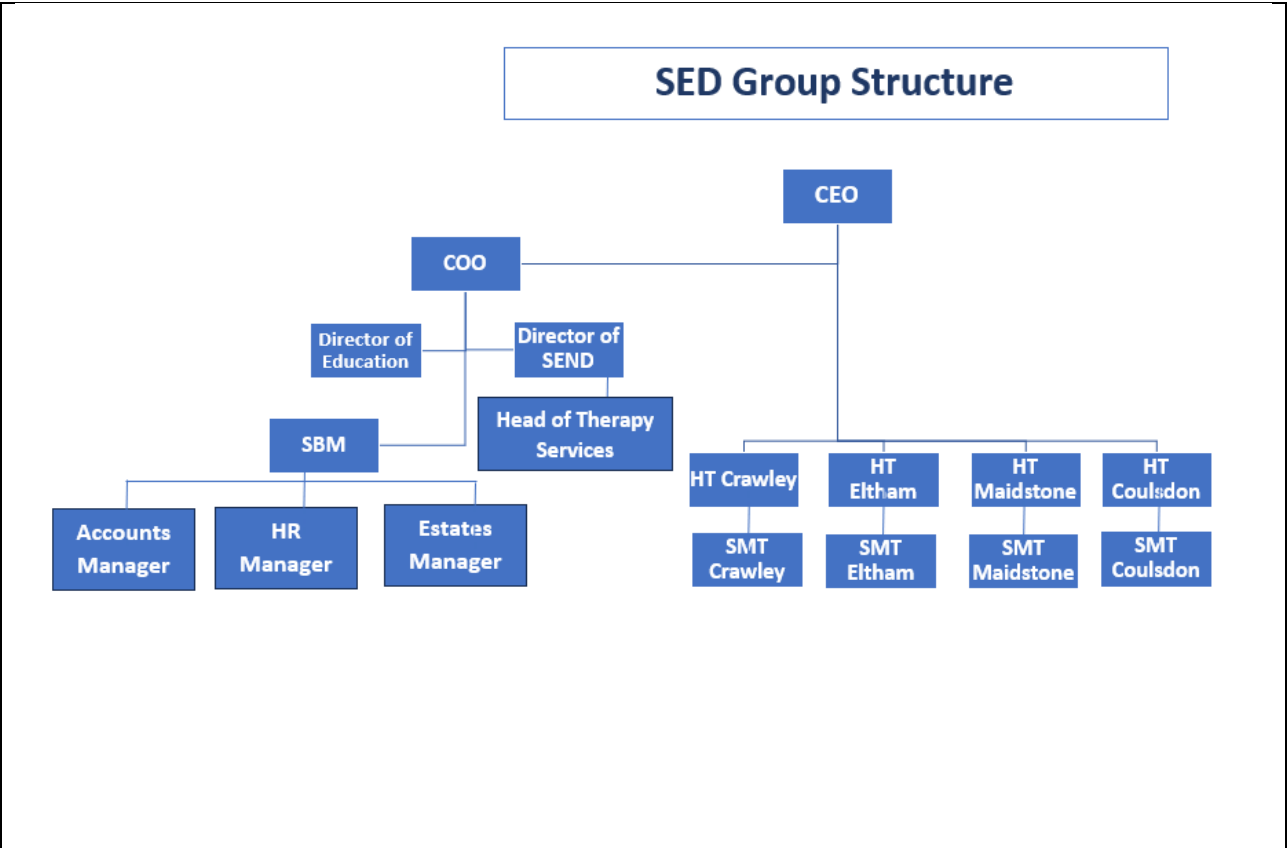 SED Group Structure
CEO
COO
Director of
Education
Director of
SEND
Head of Therapy
Services
SBM
Accounts
Manager
HR
Manager
Estates
Manager
HT Crawley
HT
Eltham
HT
Maidstone
HT
Coulsdon
SMT
Crawley
SMT
Eltham
SMT
Maidstone
SMT
Coulsdon